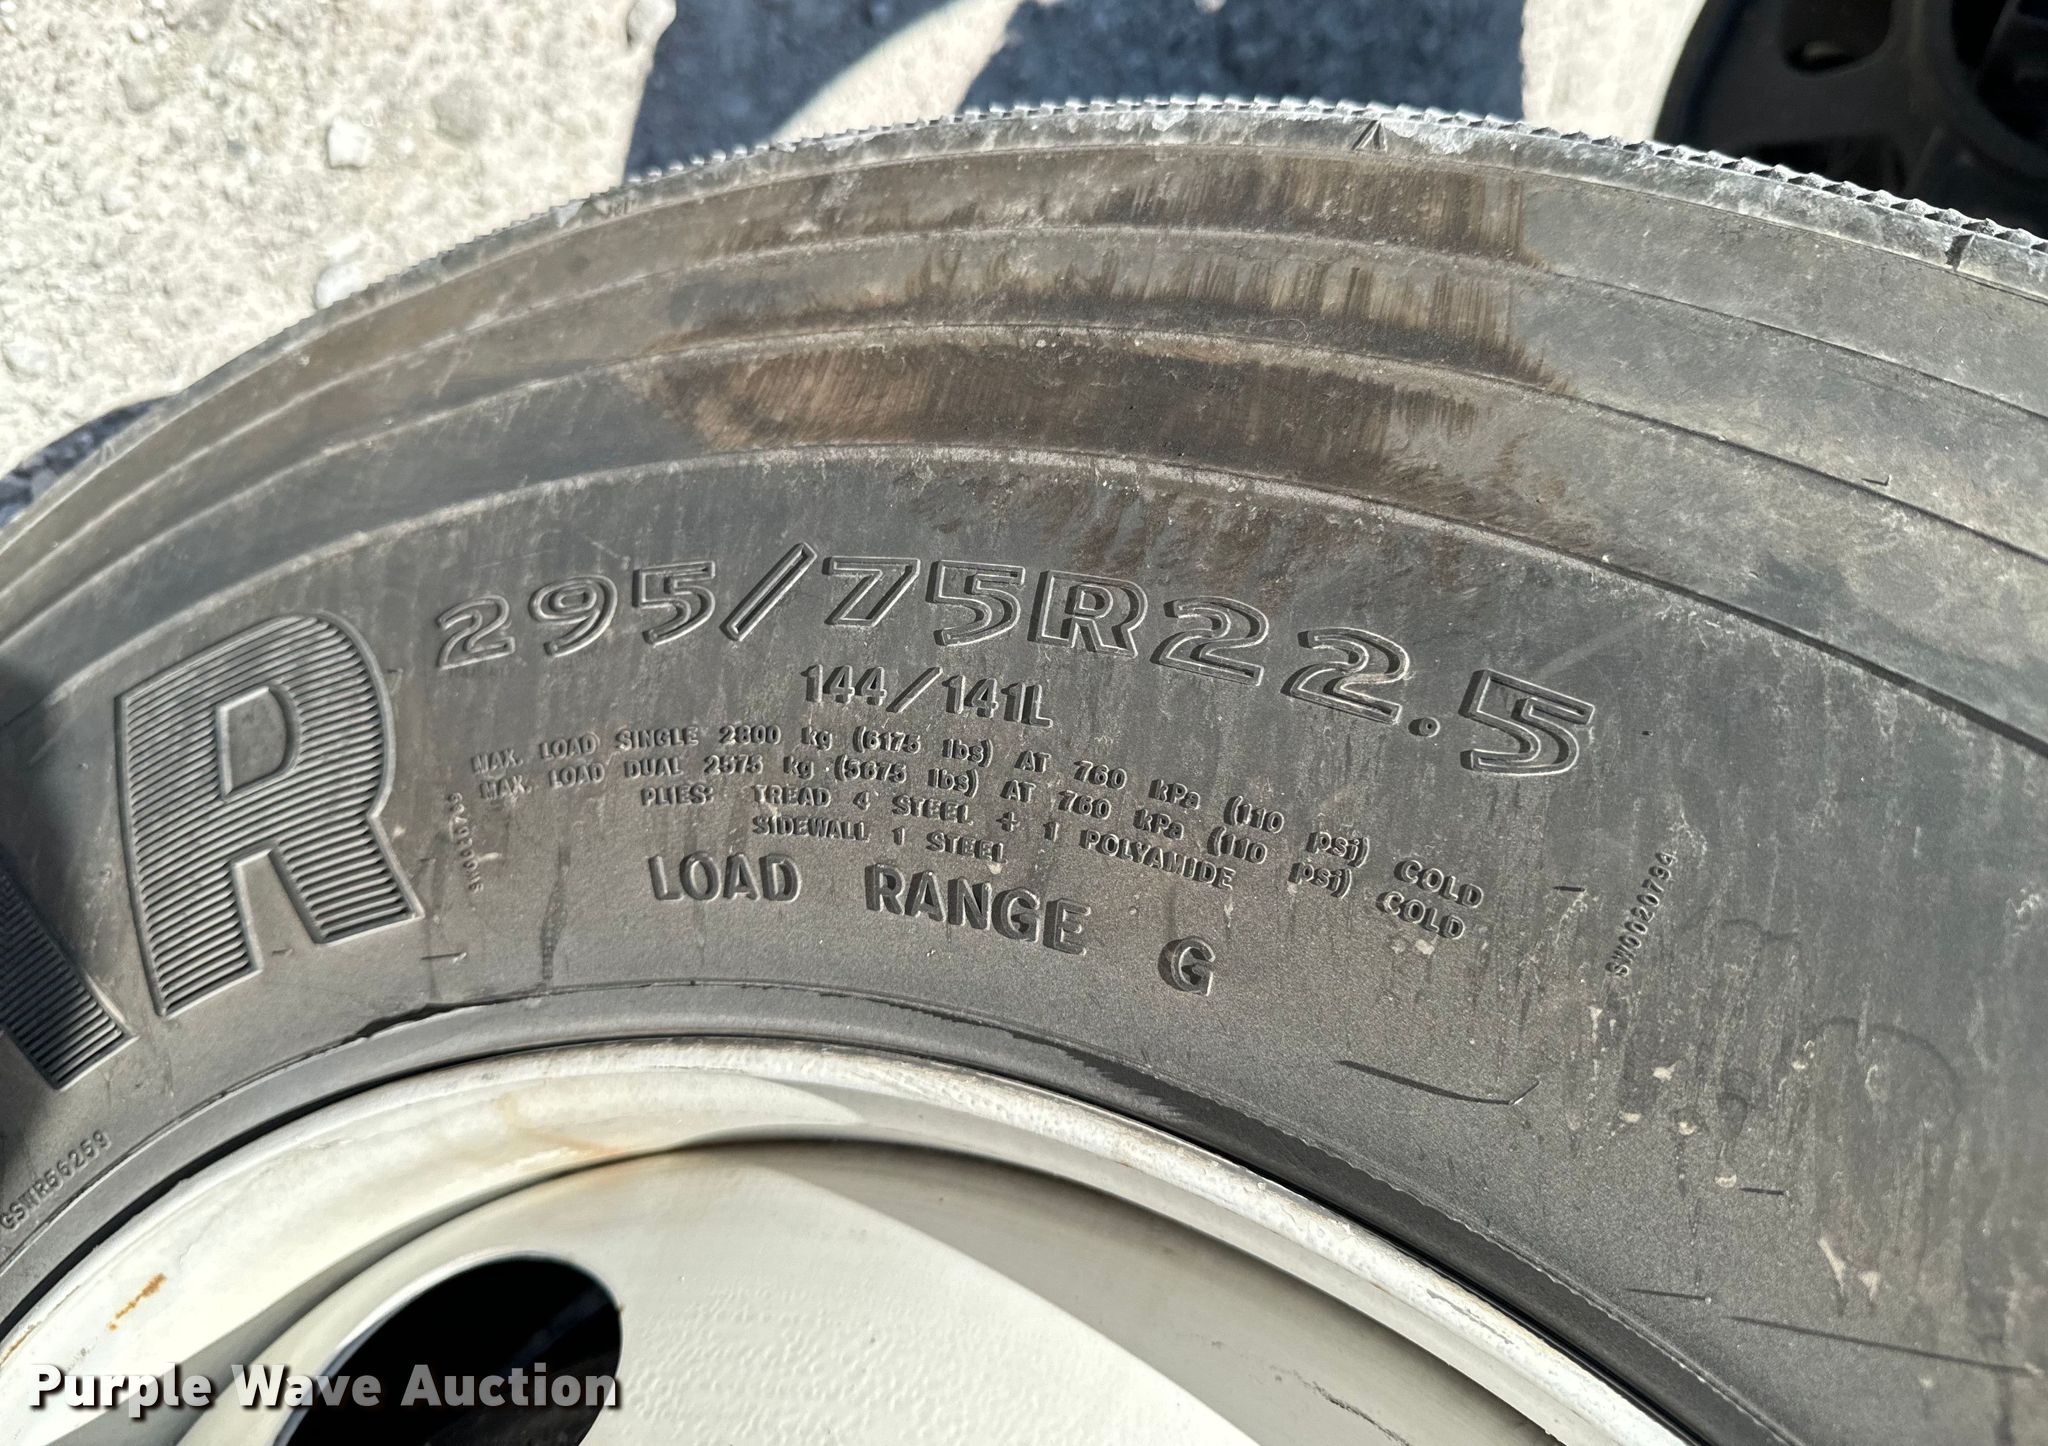 R
295/75R22.5
144/141L
MAX. LOAD SINGLE 2800 kg (6175 lbs) AT 760 kPa (110 psi) COLD
MAX. LOAD DUAL 2575 kg (5675 lbs) AT 760 kPa (110 psi) COLD
PLIES: TREAD 4 STEEL + 1 POLYAMIDE
SIDEWALL 1 STEEL
LOAD RANGE G
SW0020794
GSWR56259
Purple Wave Auction